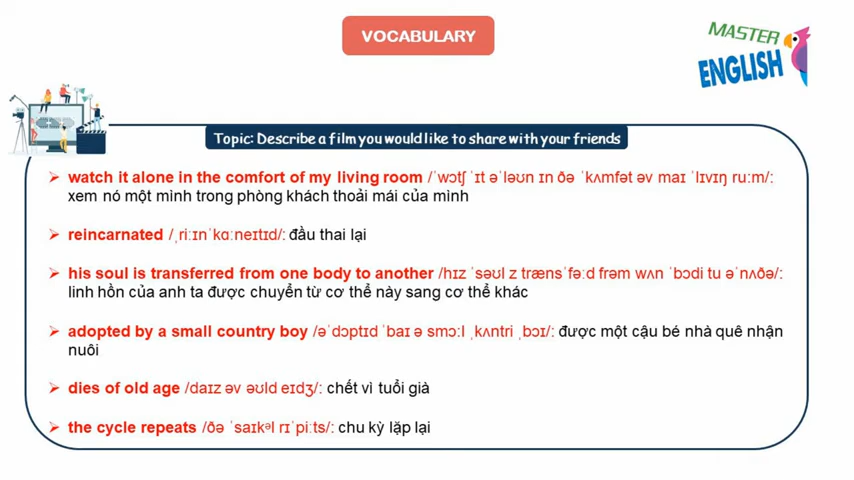 VOCABULARY
MASTER
ENGLISH
Topic: Describe a film you would like to share with your friends
watch it alone in the comfort of my living room /ˈwɔtʃ ˈɪt əˈləʊn ɪn ðə ˈkʌmfət əv maɪ ˈlɪvɪŋ ruːm/:
xem nó một mình trong phòng khách thoải mái của mình
reincarnated /ˌriːɪnˈkɑːneɪtɪd/: đầu thai lại
his soul is transferred from one body to another /hɪz ˈsəʊl z trænsˈfəːd frəm wʌn ˈbɔdi tu əˈnʌðə/:
linh hồn của anh ta được chuyển từ cơ thể này sang cơ thể khác
adopted by a small country boy /əˈdɔptɪd ˈbaɪ ə smɔːl ˌkʌntri ˌbɔɪ/: được một cậu bé nhà quê nhận
nuôi
dies of old age /daɪz əv əʊld eɪdʒ/: chết vì tuổi già
the cycle repeats /ðə ˈsaɪkᵊl rɪˈpiːts/: chu kỳ lặp lại